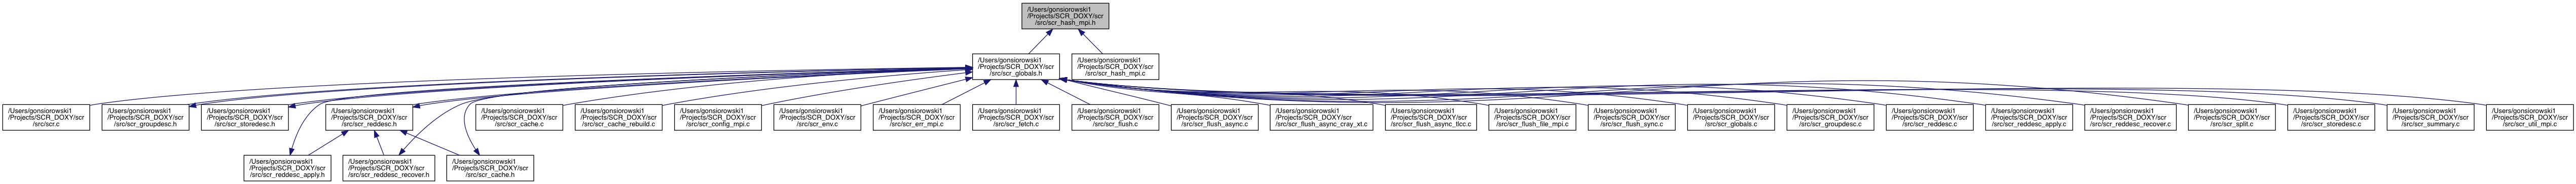 /Users/gonsiorowski1
/Projects/SCR_DOXY/scr
/src/scr_hash_mpi.h
/Users/gonsiorowski1
/Projects/SCR_DOXY/scr
/src/scr_globals.h
/Users/gonsiorowski1
/Projects/SCR_DOXY/scr
/src/scr_hash_mpi.c
/Users/gonsiorowski1
/Projects/SCR_DOXY/scr
/src/scr.c
/Users/gonsiorowski1
/Projects/SCR_DOXY/scr
/src/scr_groupdesc.h
/Users/gonsiorowski1
/Projects/SCR_DOXY/scr
/src/scr_storedesc.h
/Users/gonsiorowski1
/Projects/SCR_DOXY/scr
/src/scr_reddesc.h
/Users/gonsiorowski1
/Projects/SCR_DOXY/scr
/src/scr_cache.c
/Users/gonsiorowski1
/Projects/SCR_DOXY/scr
/src/scr_cache_rebuild.c
/Users/gonsiorowski1
/Projects/SCR_DOXY/scr
/src/scr_config_mpi.c
/Users/gonsiorowski1
/Projects/SCR_DOXY/scr
/src/scr_env.c
/Users/gonsiorowski1
/Projects/SCR_DOXY/scr
/src/scr_err_mpi.c
/Users/gonsiorowski1
/Projects/SCR_DOXY/scr
/src/scr_fetch.c
/Users/gonsiorowski1
/Projects/SCR_DOXY/scr
/src/scr_flush.c
/Users/gonsiorowski1
/Projects/SCR_DOXY/scr
/src/scr_flush_async.c
/Users/gonsiorowski1
/Projects/SCR_DOXY/scr
/src/scr_flush_async_cray_xt.c
/Users/gonsiorowski1
/Projects/SCR_DOXY/scr
/src/scr_flush_async_tlcc.c
/Users/gonsiorowski1
/Projects/SCR_DOXY/scr
/src/scr_flush_file_mpi.c
/Users/gonsiorowski1
/Projects/SCR_DOXY/scr
/src/scr_flush_sync.c
/Users/gonsiorowski1
/Projects/SCR_DOXY/scr
/src/scr_globals.c
/Users/gonsiorowski1
/Projects/SCR_DOXY/scr
/src/scr_groupdesc.c
/Users/gonsiorowski1
/Projects/SCR_DOXY/scr
/src/scr_reddesc.c
/Users/gonsiorowski1
/Projects/SCR_DOXY/scr
/src/scr_reddesc_apply.c
/Users/gonsiorowski1
/Projects/SCR_DOXY/scr
/src/scr_reddesc_recover.c
/Users/gonsiorowski1
/Projects/SCR_DOXY/scr
/src/scr_split.c
/Users/gonsiorowski1
/Projects/SCR_DOXY/scr
/src/scr_storedesc.c
/Users/gonsiorowski1
/Projects/SCR_DOXY/scr
/src/scr_summary.c
/Users/gonsiorowski1
/Projects/SCR_DOXY/scr
/src/scr_util_mpi.c
/Users/gonsiorowski1
/Projects/SCR_DOXY/scr
/src/scr_reddesc_apply.h
/Users/gonsiorowski1
/Projects/SCR_DOXY/scr
/src/scr_reddesc_recover.h
/Users/gonsiorowski1
/Projects/SCR_DOXY/scr
/src/scr_cache.h